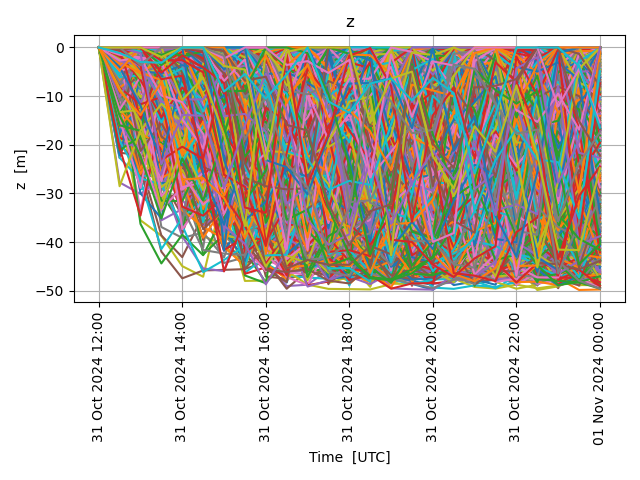 z
0
−10
−20
−30
−40
−50
z [m]
31 Oct 2024 12:00
31 Oct 2024 14:00
31 Oct 2024 16:00
31 Oct 2024 18:00
31 Oct 2024 20:00
31 Oct 2024 22:00
01 Nov 2024 00:00
Time [UTC]